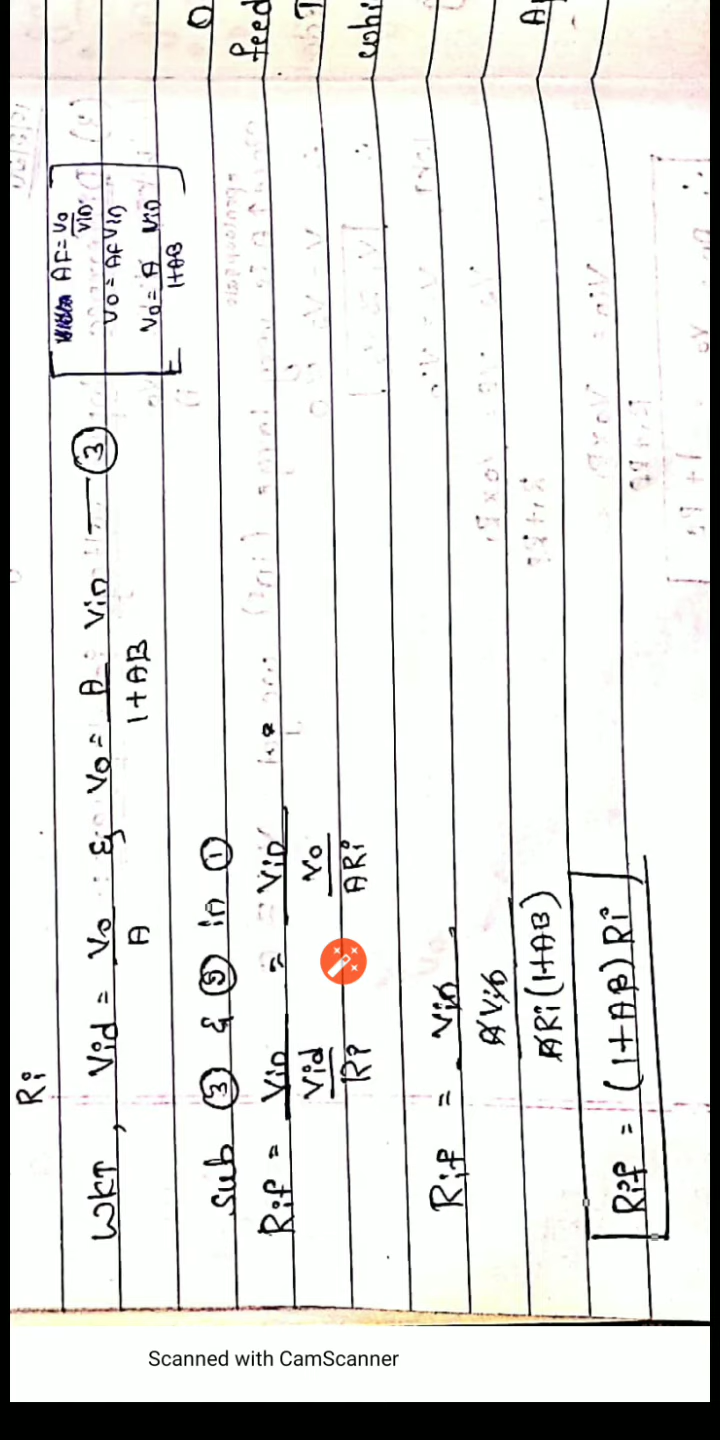 Ri
WKT, Vid = Vo/A & Vo = A/(1+AB) Vin — ③
AF = Vo/Vin
Vo = AF Vin
Vo = A/(1+AB) Vin
Sub ③ & ② in ①
Rif = Vin/(Vid/Ri) = Vin/(Vo/ARi)
Rif = Vin/(AVin/ARi(1+AB))
Rif = (1+AB) Ri
feed
Scanned with CamScanner